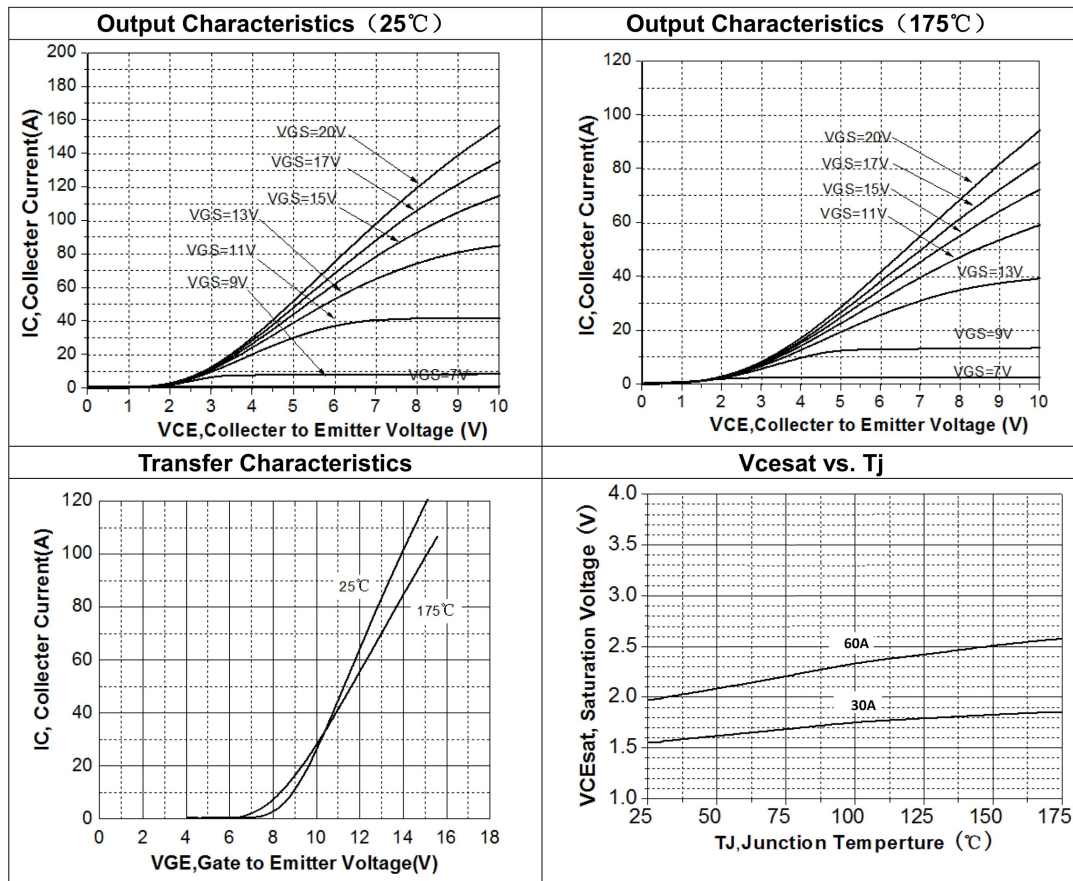 Output Characteristics（25℃）
200
180
160
140
120
100
80
60
40
20
0
IC,Collecter Current(A)
VGS=20V
VGS=17V
VGS=15V
VGS=13V
VGS=11V
VGS=9V
VGS=7V
0 1 2 3 4 5 6 7 8 9 10
VCE,Collecter to Emitter Voltage (V)
Output Characteristics（175℃）
120
100
80
60
40
20
0
IC,Collecter Current(A)
VGS=20V
VGS=17V
VGS=15V
VGS=11V
VGS=13V
VGS=9V
VGS=7V
0 1 2 3 4 5 6 7 8 9 10
VCE,Collecter to Emitter Voltage (V)
Transfer Characteristics
120
100
80
60
40
20
0
IC, Collecter Current(A)
25℃
175℃
0 2 4 6 8 10 12 14 16 18
VGE,Gate to Emitter Voltage(V)
Vcesat vs. Tj
4.0
3.5
3.0
2.5
2.0
1.5
1.0
VCEsat, Saturation Voltage（V）
60A
30A
25 50 75 100 125 150 175
TJ,Junction Temperture（℃）